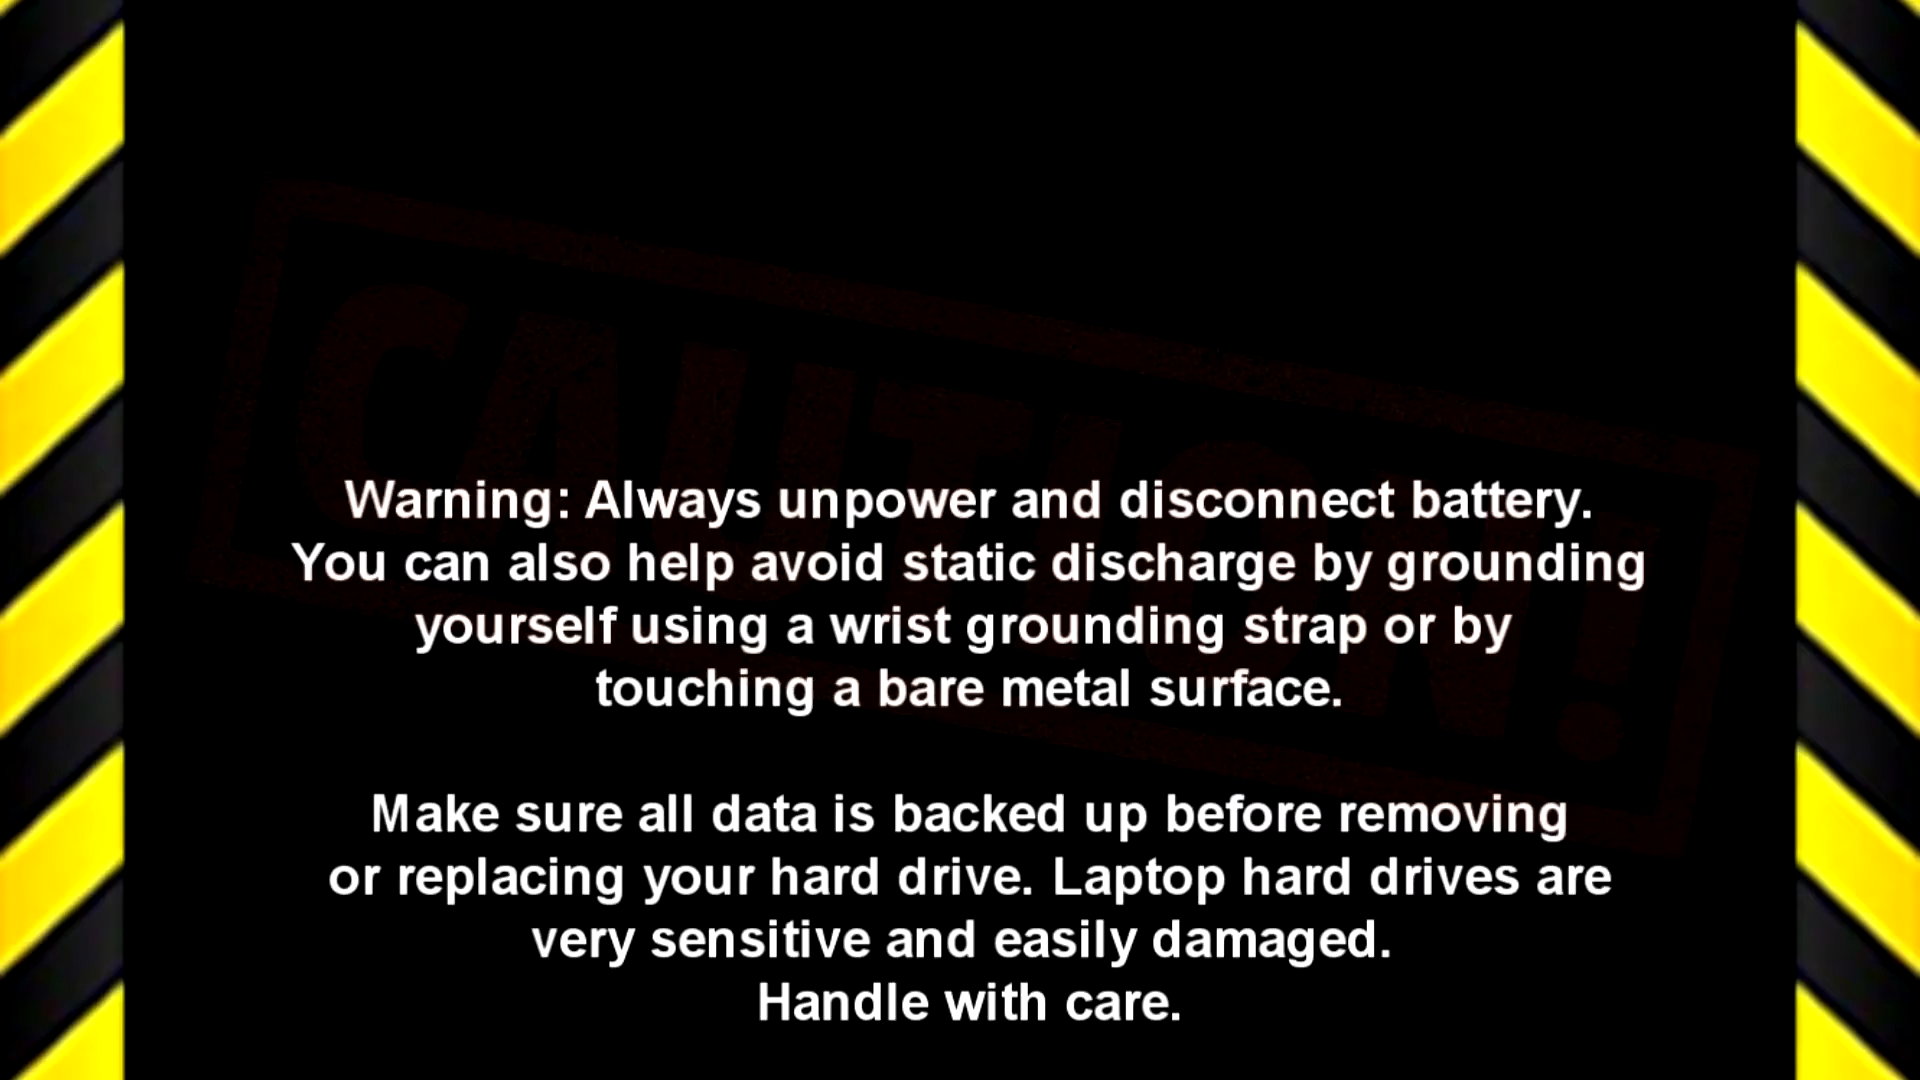 CAUTION!
Warning: Always unpower and disconnect battery.
You can also help avoid static discharge by grounding
yourself using a wrist grounding strap or by
touching a bare metal surface.
Make sure all data is backed up before removing
or replacing your hard drive. Laptop hard drives are
very sensitive and easily damaged.
Handle with care.